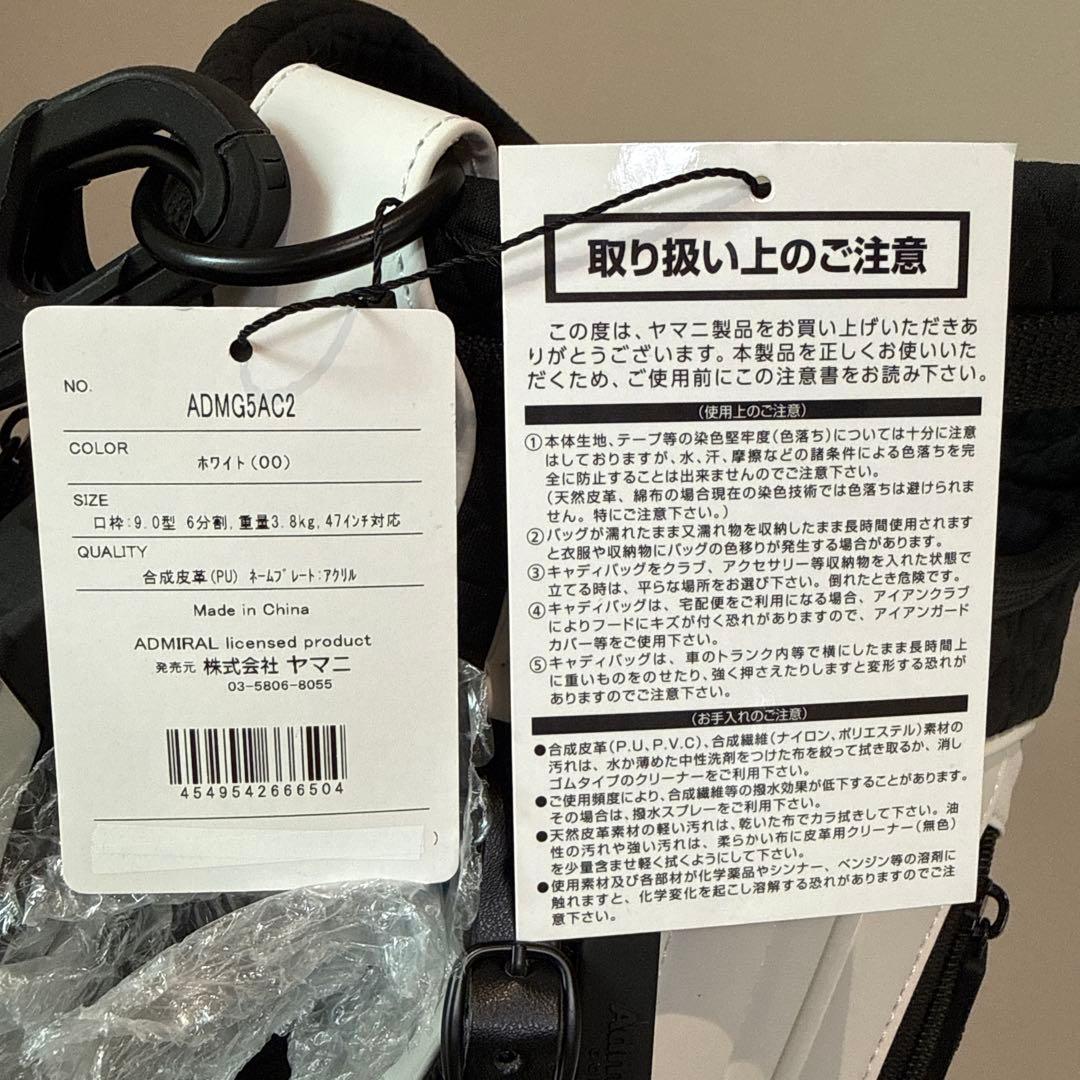 NO.
ADMG5AC2
COLOR
ホワイト(00)
SIZE
口枠:9.0型 6分割,重量3.8kg,47インチ対応
QUALITY
合成皮革(PU) ネームプレート:アクリル
Made in China
ADMIRAL licensed product
発売元 株式会社 ヤマニ
03-5806-8055
4549542666504
)
取り扱い上のご注意
この度は、ヤマニ製品をお買い上げいただきあ
りがとうございます。本製品を正しくお使いいた
だくため、ご使用前にこの注意書をお読み下さい。
(使用上のご注意)
①本体生地、テープ等の染色堅牢度(色落ち)については十分に注意
はしておりますが、水、汗、摩擦などの諸条件による色落ちを完
全に防止することは出来ませんのでご注意下さい。
(天然皮革、綿布の場合現在の染色技術では色落ちは避けられま
せん。特にご注意下さい。)
②バッグが濡れたまま又濡れ物を収納したまま長時間使用されます
と衣服や収納物にバッグの色移りが発生する場合があります。
③キャディバッグをクラブ、アクセサリー等収納物を入れた状態で
立てる時は、平らな場所をお選び下さい。倒れたとき危険です。
④キャディバッグは、宅配便をご利用になる場合、アイアンクラブ
によりフードにキズが付く恐れがありますので、アイアンガード
カバー等をご使用下さい。
⑤キャディバッグは、車のトランク内等で横にしたまま長時間上
に重いものをのせたり、強く押さえたりしますと変形する恐れが
ありますのでご注意下さい。
(お手入れのご注意)
●合成皮革(P.U、P.V.C)、合成繊維(ナイロン、ポリエステル)素材の
汚れは、水か薄めた中性洗剤をつけた布を絞って拭き取るか、消し
ゴムタイプのクリーナーをご利用下さい。
●ご使用頻度により、合成繊維等の撥水効果が低下することがあります。
その場合は、撥水スプレーをご利用下さい。
●天然皮革素材の軽い汚れは、乾いた布でカラ拭きして下さい。油
性の汚れや強い汚れは、柔らかい布に皮革用クリーナー(無色)
を少量含ませ軽く拭くようにして下さい。
●使用素材及び各部材が化学薬品やシンナー、ベンジン等の溶剤に
触れますと、化学変化を起こし溶解する恐れがありますのでご注
意下さい。